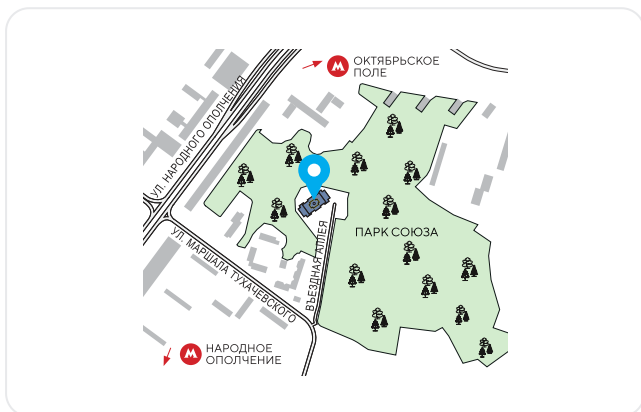 М ОКТЯБРЬСКОЕ
ПОЛЕ
УЛ. НАРОДНОГО ОПОЛЧЕНИЯ
ПАРК СОЮЗА
ВЪЕЗДНАЯ АЛЛЕЯ
УЛ. МАРШАЛА ТУХАЧЕВСКОГО
М НАРОДНОЕ
ОПОЛЧЕНИЕ